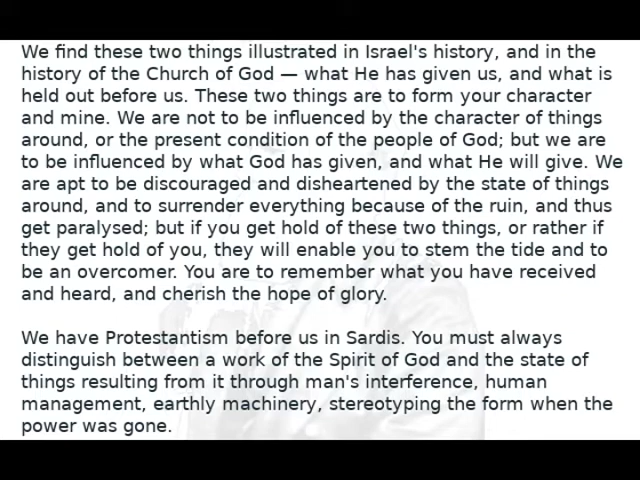 We find these two things illustrated in Israel's history, and in the
history of the Church of God — what He has given us, and what is
held out before us. These two things are to form your character
and mine. We are not to be influenced by the character of things
around, or the present condition of the people of God; but we are
to be influenced by what God has given, and what He will give. We
are apt to be discouraged and disheartened by the state of things
around, and to surrender everything because of the ruin, and thus
get paralysed; but if you get hold of these two things, or rather if
they get hold of you, they will enable you to stem the tide and to
be an overcomer. You are to remember what you have received
and heard, and cherish the hope of glory.

We have Protestantism before us in Sardis. You must always
distinguish between a work of the Spirit of God and the state of
things resulting from it through man's interference, human
management, earthly machinery, stereotyping the form when the
power was gone.